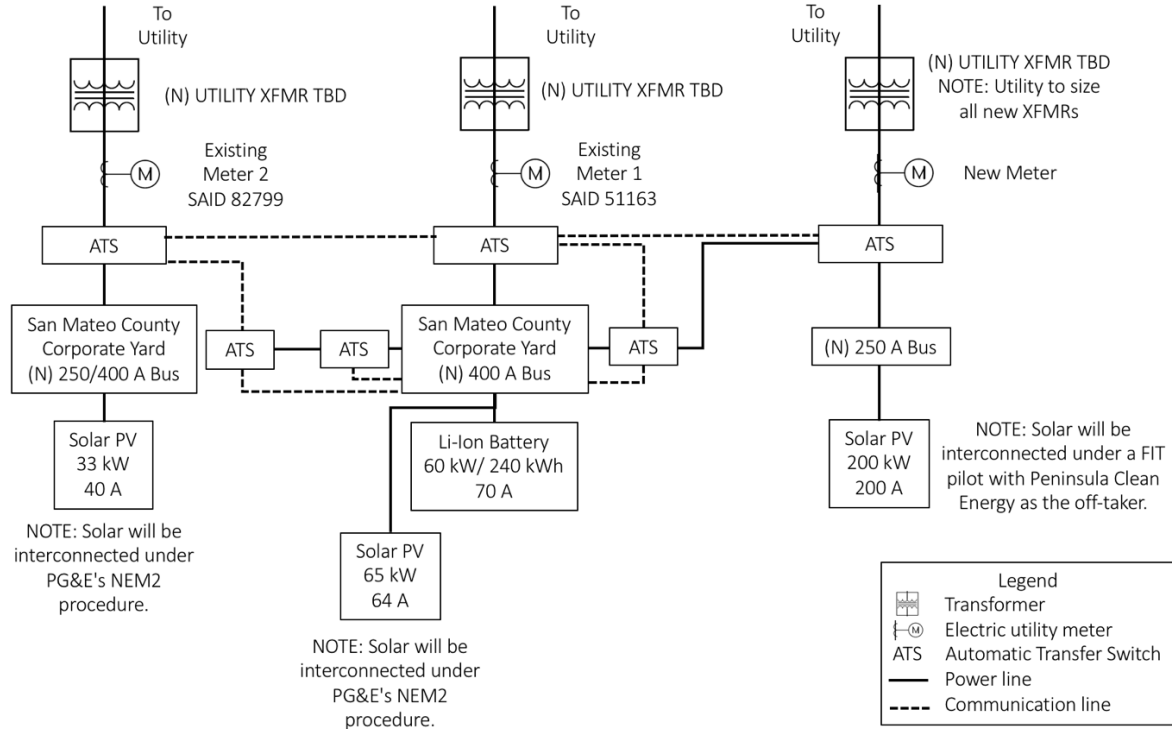 To
Utility
To
Utility
To
Utility
(N) UTILITY XFMR TBD
(N) UTILITY XFMR TBD
(N) UTILITY XFMR TBD
NOTE: Utility to size
all new XFMRs
Existing
Meter 2
SAID 82799
M
Existing
Meter 1
SAID 51163
M
M
New Meter
ATS
ATS
ATS
San Mateo County
Corporate Yard
(N) 250/400 A Bus
ATS
ATS
San Mateo County
Corporate Yard
(N) 400 A Bus
ATS
(N) 250 A Bus
Solar PV
33 kW
40 A
Li-Ion Battery
60 kW/ 240 kWh
70 A
Solar PV
200 kW
200 A
NOTE: Solar will be
interconnected under a FIT
pilot with Peninsula Clean
Energy as the off-taker.
NOTE: Solar will be
interconnected under
PG&E's NEM2
procedure.
Solar PV
65 kW
64 A
NOTE: Solar will be
interconnected under
PG&E's NEM2
procedure.
Legend
Transformer
M Electric utility meter
ATS Automatic Transfer Switch
Power line
Communication line